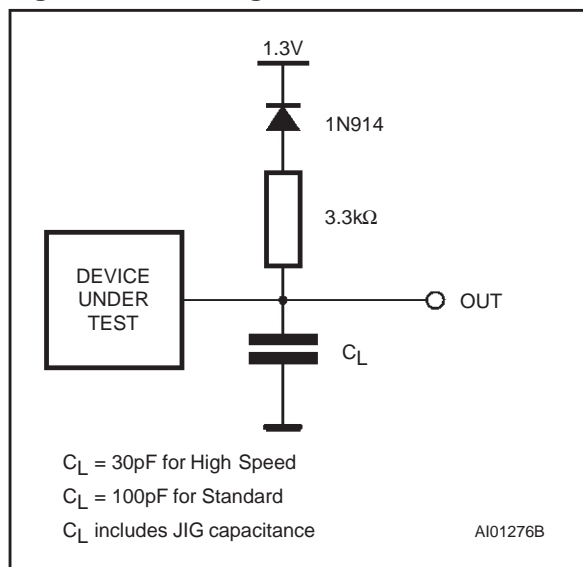 1.3V
1N914
3.3kΩ
DEVICE
UNDER
TEST
OUT
CL
CL = 30pF for High Speed
CL = 100pF for Standard
CL includes JIG capacitance
AI01276B